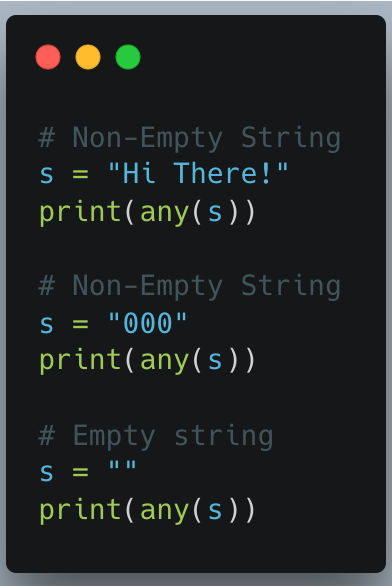 # Non-Empty String
s = "Hi There!"
print(any(s))
# Non-Empty String
s = "000"
print(any(s))
# Empty string
s = ""
print(any(s))